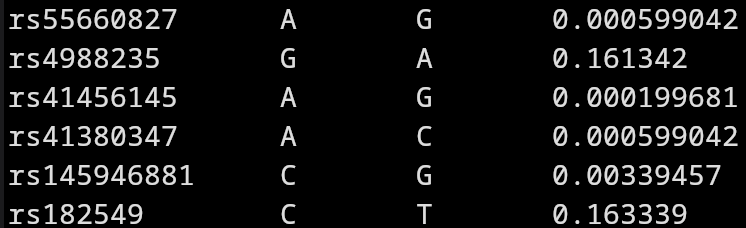 rs55660827 A G 0.000599042
rs4988235 G A 0.161342
rs41456145 A G 0.000199681
rs41380347 A C 0.000599042
rs145946881 C G 0.00339457
rs182549 C T 0.163339